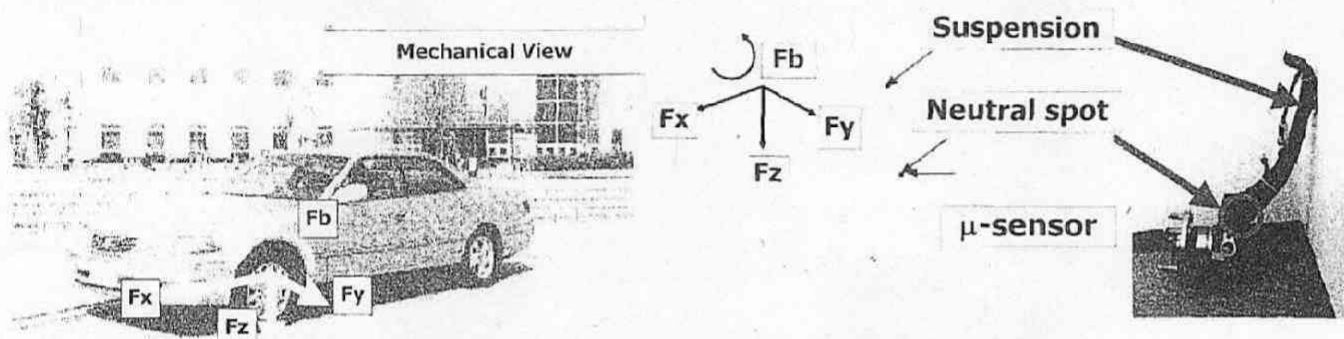 Mechanical View
Fb
Fx
Fy
Fz
Fb
Fx
Fy
Fz
Suspension
Neutral spot
μ-sensor